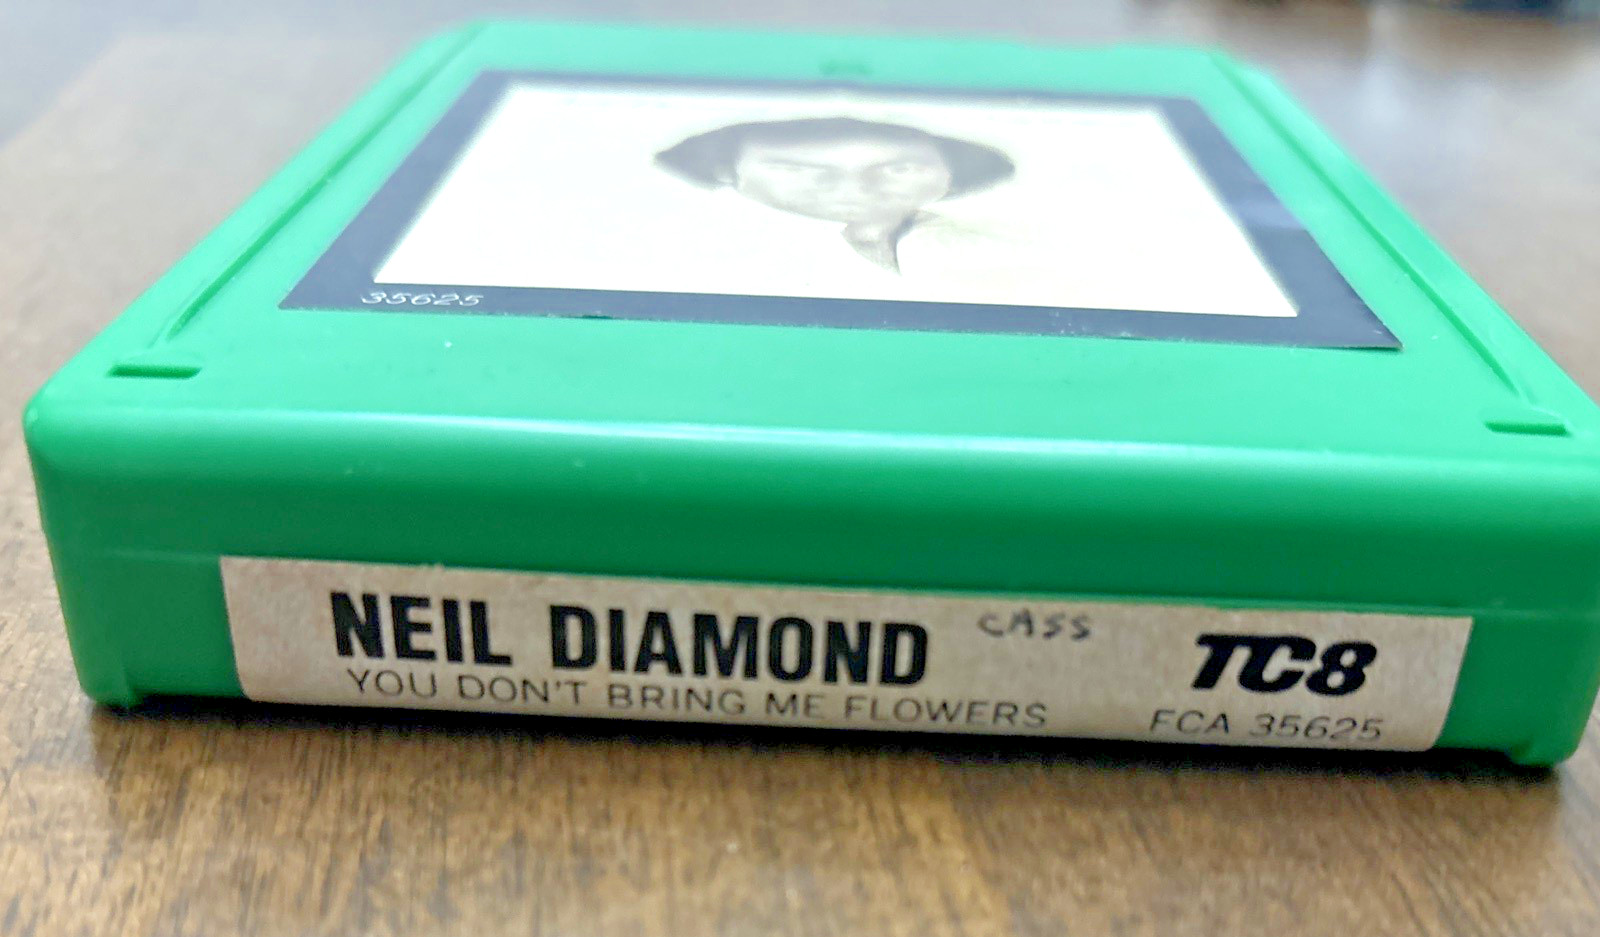 35625
NEIL DIAMOND CASS
YOU DON'T BRING ME FLOWERS
TC8
FCA 35625